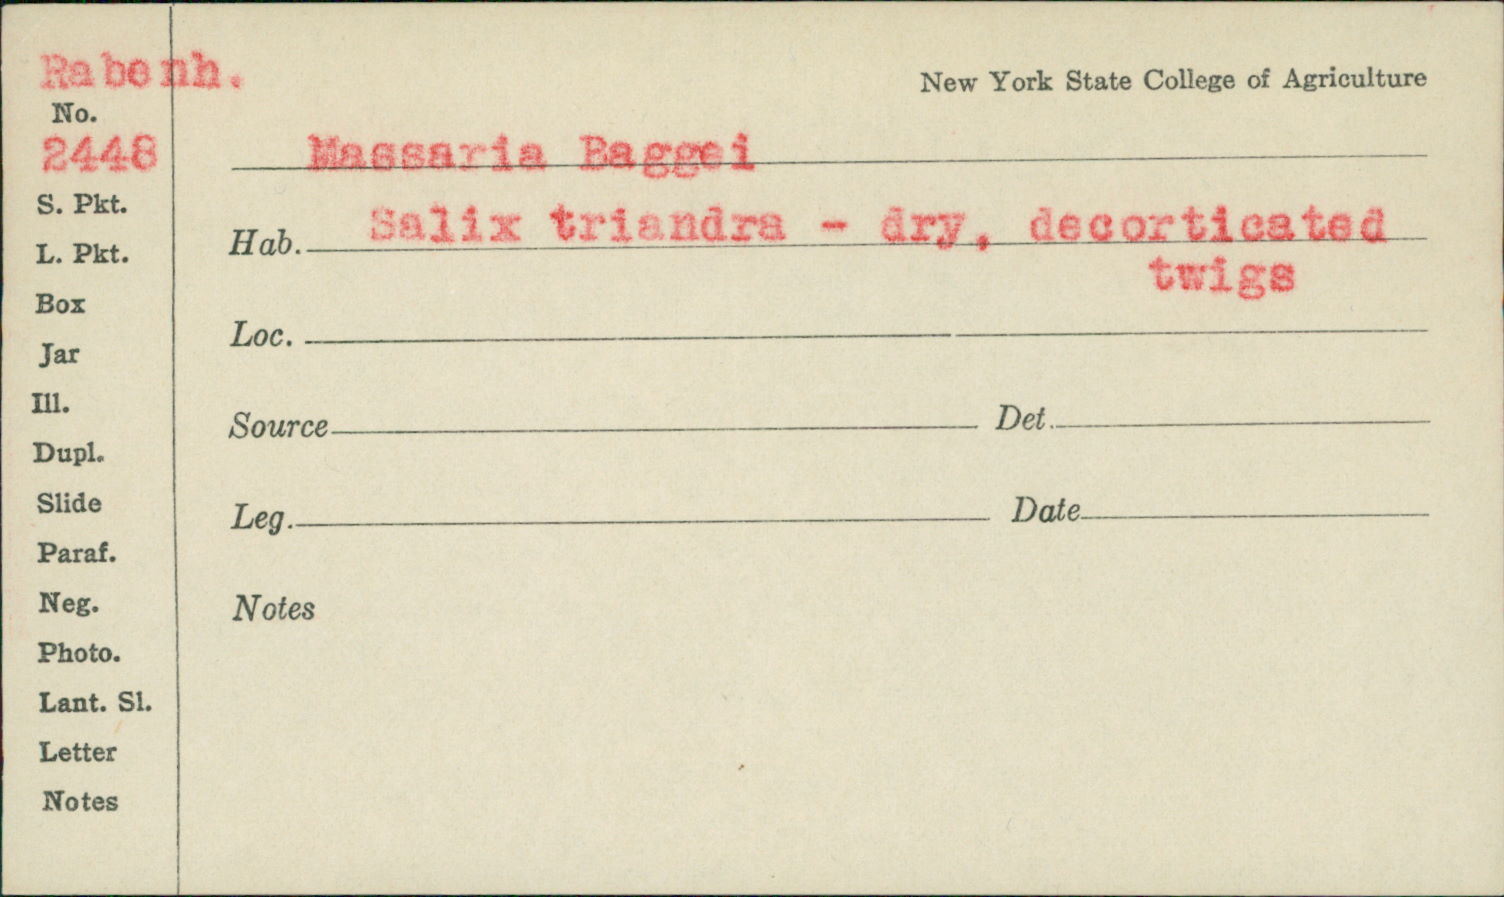 Rabenh.
New York State College of Agriculture
No.
2448
Massaria Baggei
S. Pkt.
Hab. Salix triandra - dry, decorticated
twigs
L. Pkt.
Box
Loc.
Jar
Ill.
Source Det.
Dupl.
Slide
Leg. Date
Paraf.
Neg.
Notes
Photo.
Lant. Sl.
Letter
Notes